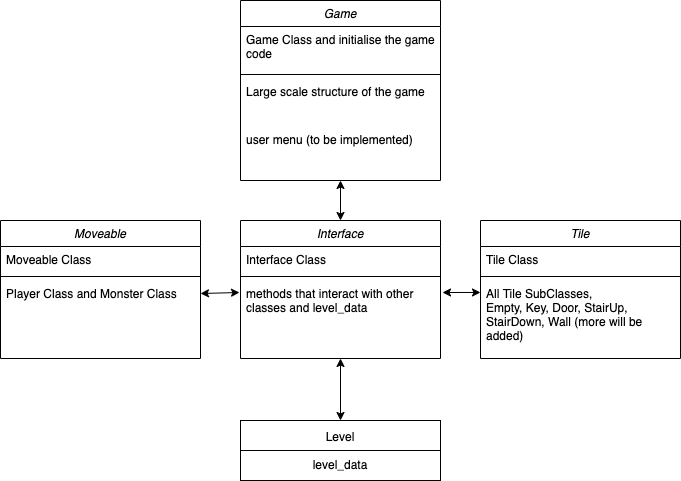 Game
Game Class and initialise the game
code
Large scale structure of the game
user menu (to be implemented)
Moveable
Moveable Class
Player Class and Monster Class
Interface
Interface Class
methods that interact with other
classes and level_data
Tile
Tile Class
All Tile SubClasses,
Empty, Key, Door, StairUp,
StairDown, Wall (more will be
added)
Level
level_data